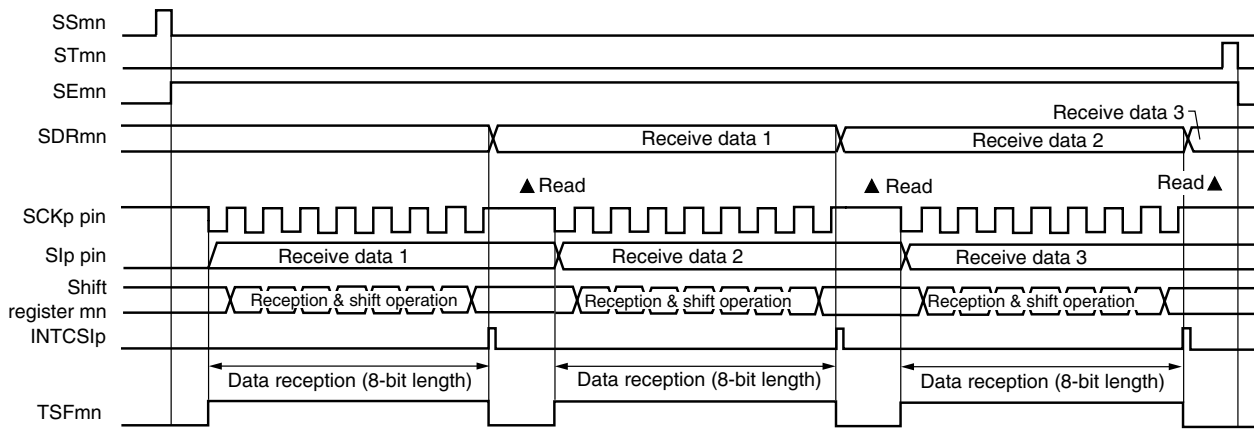 SSmn
STmn
SEmn
Receive data 3
SDRmn
Receive data 1
Receive data 2
▲ Read
▲ Read
Read ▲
SCKp pin
SIp pin
Receive data 1
Receive data 2
Receive data 3
Shift
register mn
Reception & shift operation
Reception & shift operation
Reception & shift operation
INTCSIp
Data reception (8-bit length)
Data reception (8-bit length)
Data reception (8-bit length)
TSFmn